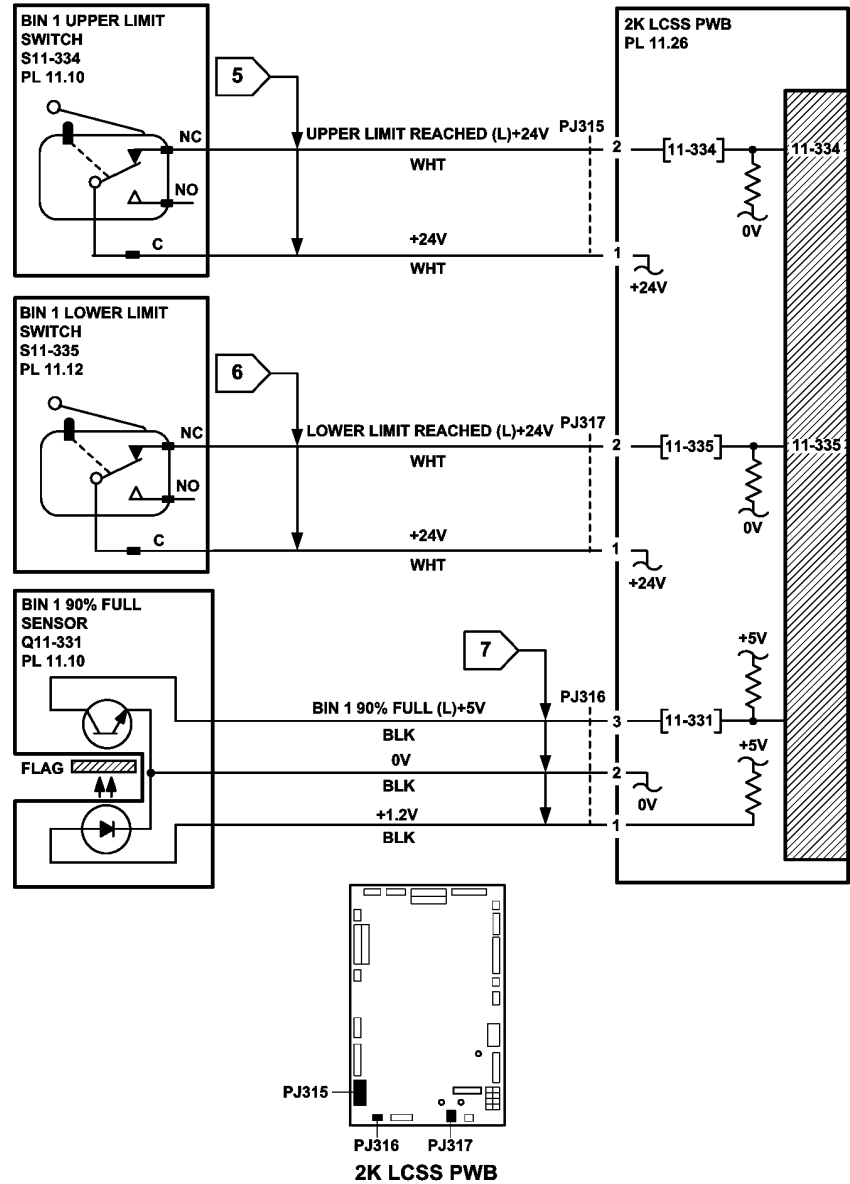 BIN 1 UPPER LIMIT
SWITCH
S11-334
PL 11.10
2K LCSS PWB
PL 11.26
5
NC
UPPER LIMIT REACHED (L)+24V
PJ315
2
[11-334]
11-334
WHT
NO
0V
C
+24V
1
WHT
+24V
BIN 1 LOWER LIMIT
SWITCH
S11-335
PL 11.12
6
NC
LOWER LIMIT REACHED (L)+24V
PJ317
2
[11-335]
11-335
WHT
NO
0V
C
+24V
1
WHT
+24V
BIN 1 90% FULL
SENSOR
Q11-331
PL 11.10
7
+5V
BIN 1 90% FULL (L)+5V
PJ316
3
[11-331]
BLK
+5V
FLAG
0V
2
BLK
0V
+1.2V
1
BLK
PJ315
PJ316
PJ317
2K LCSS PWB